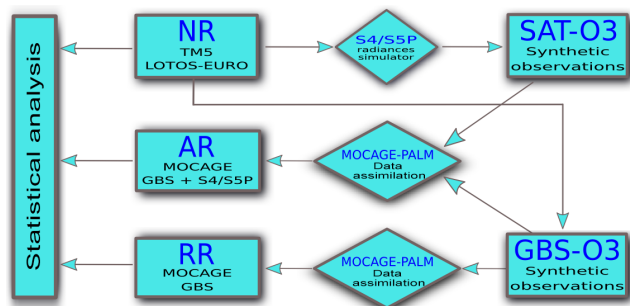 Statistical analysis
NR
TM5
LOTOS-EURO
S4/S5P
radiances
simulator
SAT-O3
Synthetic
observations
AR
MOCAGE
GBS + S4/S5P
MOCAGE-PALM
Data
assimilation
RR
MOCAGE
GBS
MOCAGE-PALM
Data
assimilation
GBS-O3
Synthetic
observations